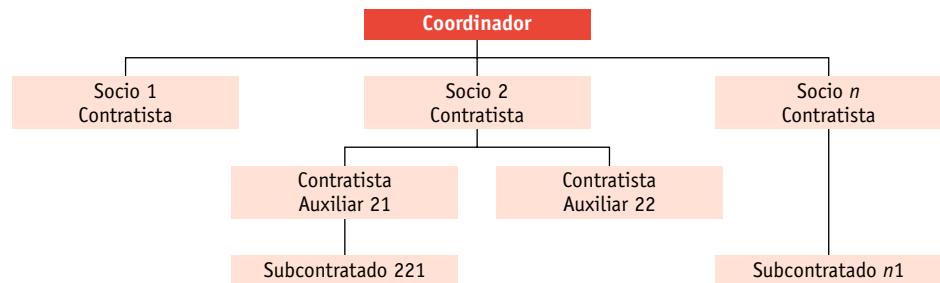 Coordinador
Socio 1
Contratista
Socio 2
Contratista
Socio n
Contratista
Contratista
Auxiliar 21
Contratista
Auxiliar 22
Subcontratado 221
Subcontratado n1